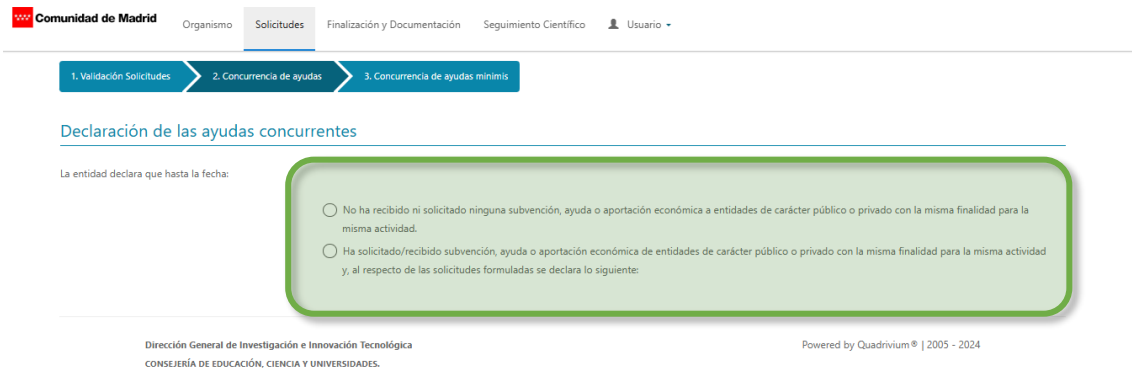 Comunidad de Madrid
Organismo
Solicitudes
Finalización y Documentación
Seguimiento Científico
Usuario
1. Validación Solicitudes
2. Concurrencia de ayudas
3. Concurrencia de ayudas minimis
Declaración de las ayudas concurrentes
La entidad declara que hasta la fecha:
No ha recibido ni solicitado ninguna subvención, ayuda o aportación económica a entidades de carácter público o privado con la misma finalidad para la
misma actividad.
Ha solicitado/recibido subvención, ayuda o aportación económica de entidades de carácter público o privado con la misma finalidad para la misma actividad
y, al respecto de las solicitudes formuladas se declara lo siguiente:
Dirección General de Investigación e Innovación Tecnológica
CONSEJERÍA DE EDUCACIÓN, CIENCIA Y UNIVERSIDADES.
Powered by Quadrivium ® | 2005 - 2024